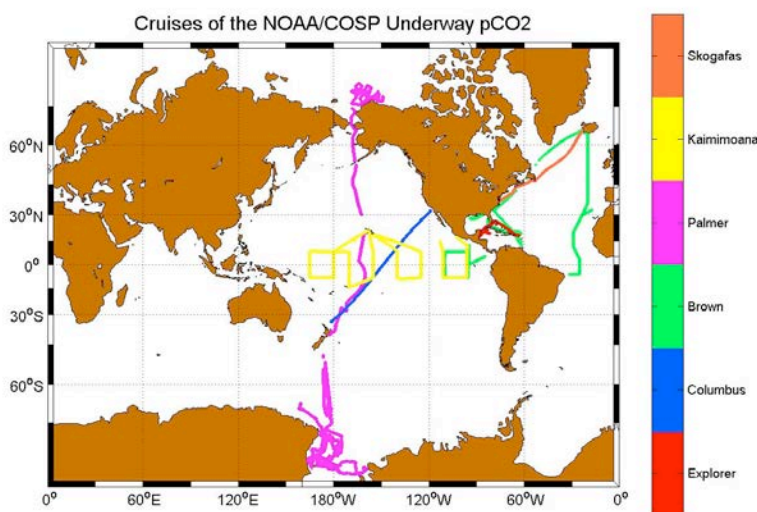 Cruises of the NOAA/COSP Underway pCO2
60°N
30°N
0°
30°S
60°S
0° 60°E 120°E 180°W 120°W 60°W 0°
Skogafas
Kaimimoana
Palmer
Brown
Columbus
Explorer